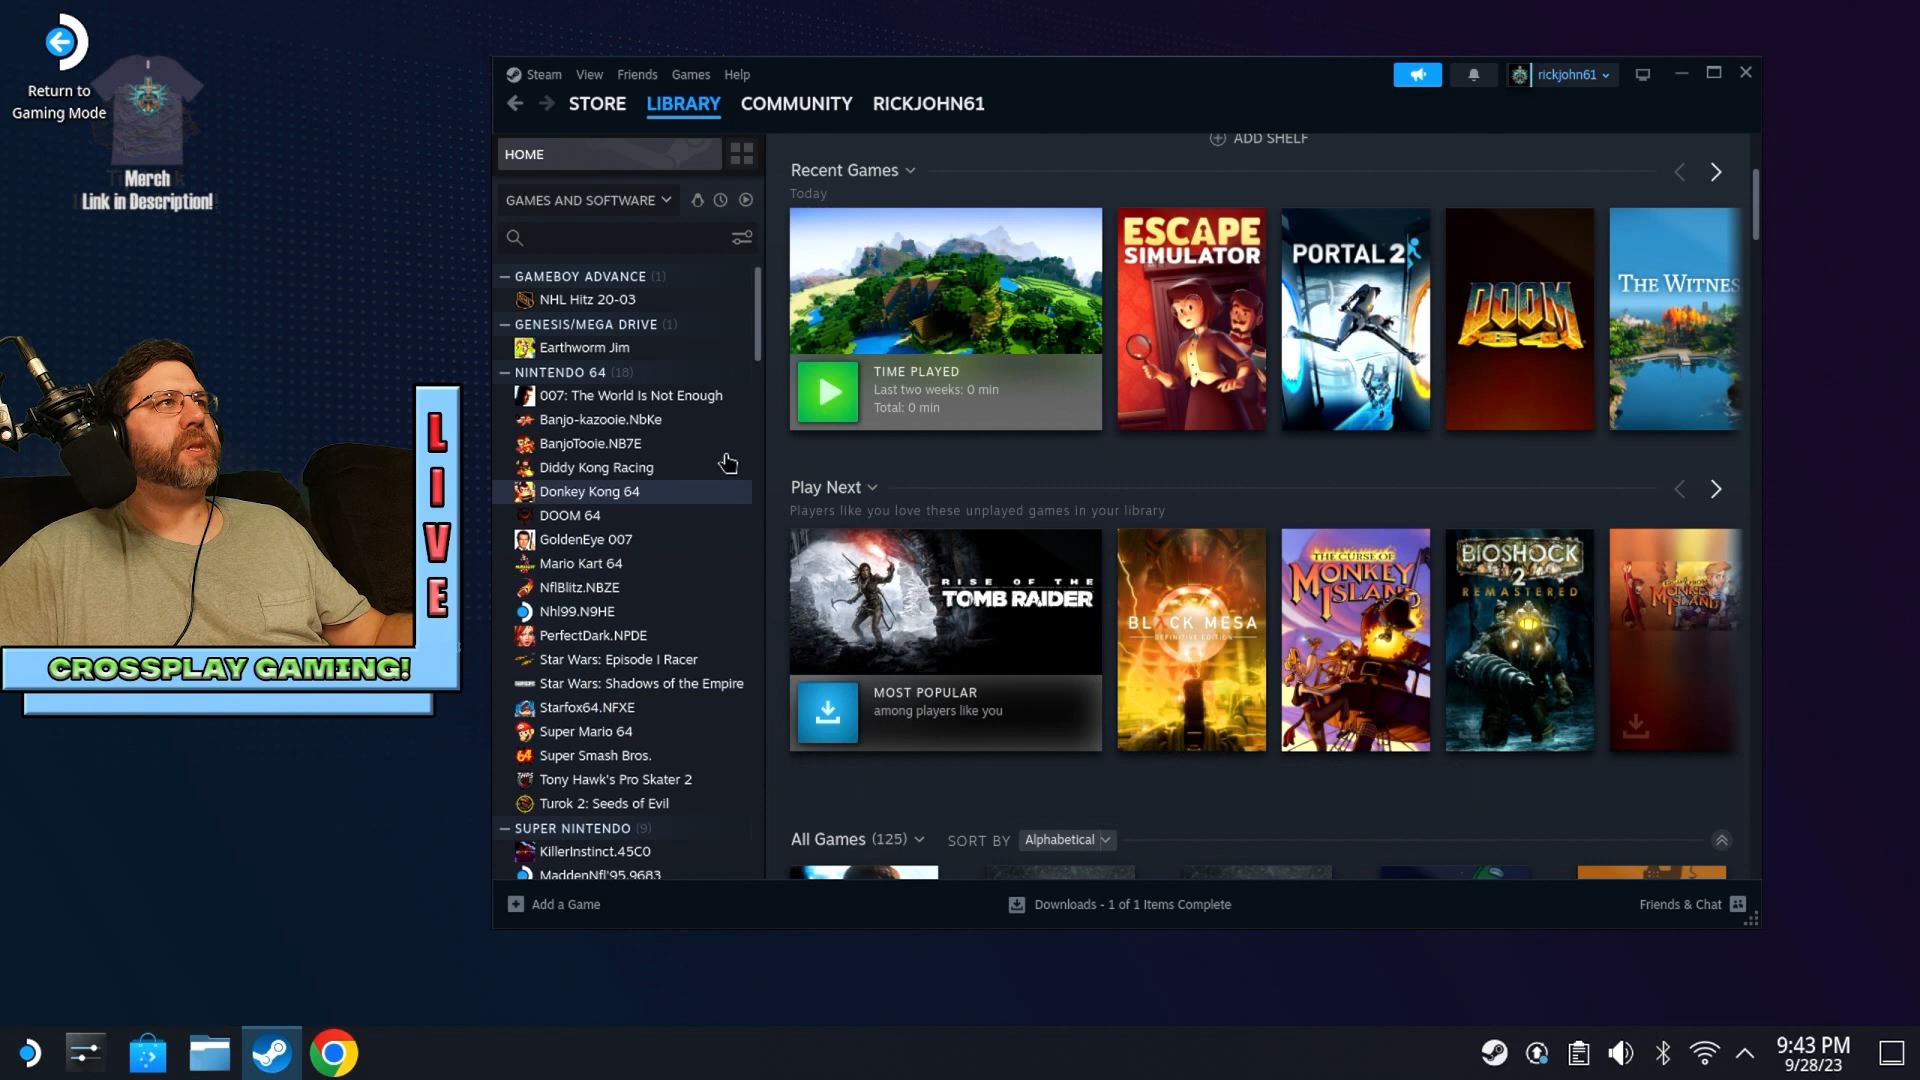 Return to
Gaming Mode
Merch
Link in Description!
LIVE
CROSSPLAY GAMING!
Steam View Friends Games Help
rickjohn61
STORE LIBRARY COMMUNITY RICKJOHN61
HOME
GAMES AND SOFTWARE
GAMEBOY ADVANCE (1)
NHL Hitz 20-03
GENESIS/MEGA DRIVE (1)
Earthworm Jim
NINTENDO 64 (18)
007: The World Is Not Enough
Banjo-kazooie.NbKe
BanjoTooie.NB7E
Diddy Kong Racing
Donkey Kong 64
DOOM 64
GoldenEye 007
Mario Kart 64
NflBlitz.NBZE
Nhl99.N9HE
PerfectDark.NPDE
Star Wars: Episode I Racer
Star Wars: Shadows of the Empire
Starfox64.NFXE
Super Mario 64
Super Smash Bros.
Tony Hawk's Pro Skater 2
Turok 2: Seeds of Evil
SUPER NINTENDO (9)
KillerInstinct.45C0
MaddenNfl'95.9683
Add a Game
ADD SHELF
Recent Games
Today
TIME PLAYED
Last two weeks: 0 min
Total: 0 min
ESCAPE
SIMULATOR
PORTAL 2
DOOM
64
THE WITNES
Play Next
Players like you love these unplayed games in your library
RISE OF THE
TOMB RAIDER
MOST POPULAR
among players like you
BLACK MESA
DEFINITIVE EDITION
THE CURSE OF
MONKEY
ISLAND
BIOSHOCK
2
REMASTERED
ESCAPE FROM
MONKEY
ISLAND
All Games (125) SORT BY Alphabetical
Downloads - 1 of 1 Items Complete
Friends & Chat
9:43 PM
9/28/23